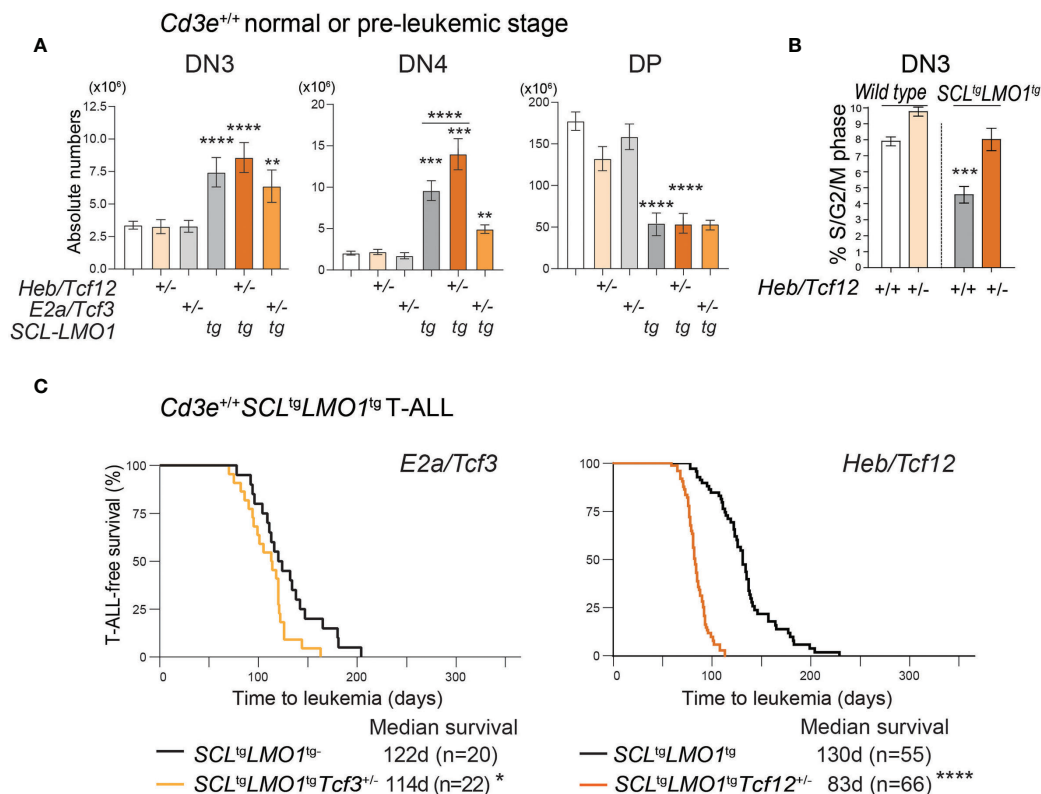 Cd3e+/+ normal or pre-leukemic stage
A
DN3
DN4
DP
(x10⁶)
(x10⁶)
(x10⁶)
Absolute numbers
12.5
10.0
7.5
5.0
2.5
0.0
****
****
**
20
15
10
5
0
****
***
***
**
200
150
100
50
0
****
****
Heb/Tcf12 +/- +/- +/- +/- +/- +/-
E2a/Tcf3 +/- +/- +/- +/- +/- +/-
SCL-LMO1 tg tg tg tg tg tg tg tg tg
B
DN3
Wild type SCLtgLMO1tg
% S/G2/M phase
10
9
8
7
6
5
4
3
2
1
0
***
Heb/Tcf12 +/+ +/- +/+ +/-
C
Cd3e+/+SCLtgLMO1tg T-ALL
E2a/Tcf3
T-ALL-free survival (%)
100
75
50
25
0
0 100 200 300
Time to leukemia (days)
Median survival
SCLtgLMO1tg- 122d (n=20)
SCLtgLMO1tgTcf3+/- 114d (n=22) *
Heb/Tcf12
100
75
50
25
0
0 100 200 300
Time to leukemia (days)
Median survival
SCLtgLMO1tg 130d (n=55)
SCLtgLMO1tgTcf12+/- 83d (n=66) ****